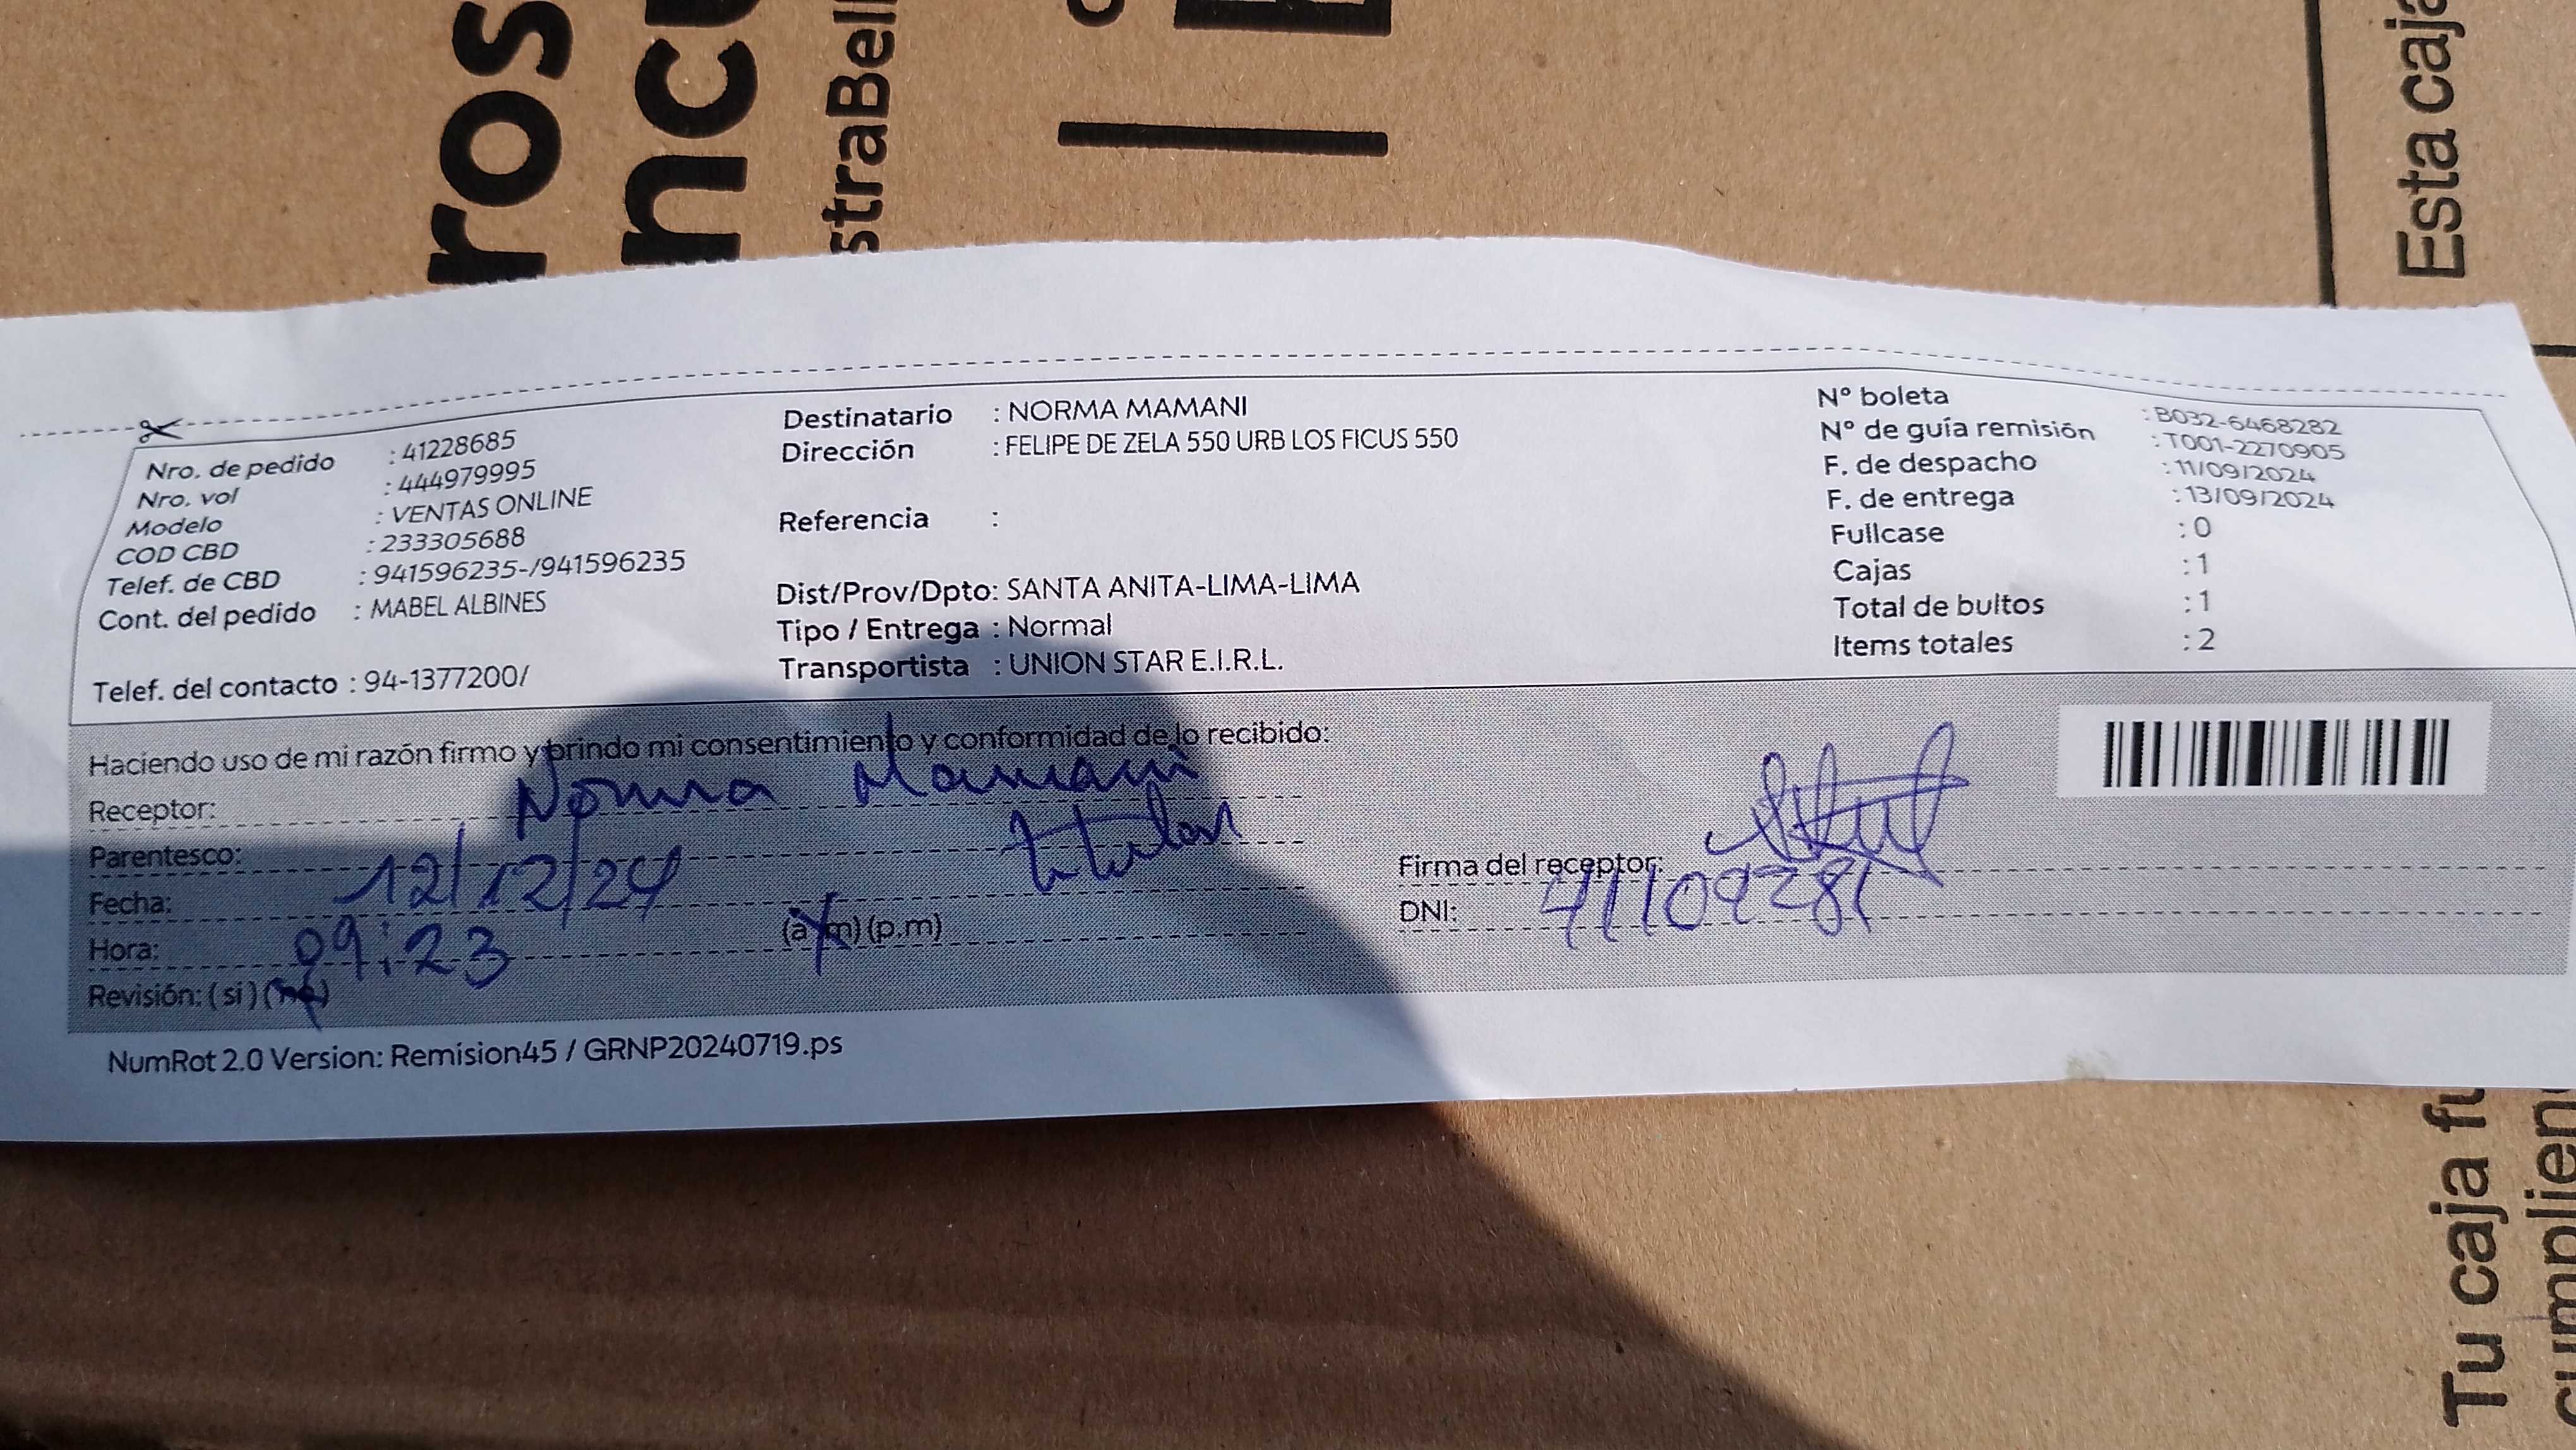 ros
ncu
straBell
Esta caja
Nro. de pedido : 41228685
Nro. vol : 444979995
Modelo : VENTAS ONLINE
COD CBD : 233305688
Telef. de CBD : 941596235-/941596235
Cont. del pedido : MABEL ALBINES
Telef. del contacto : 94-1377200/
Destinatario : NORMA MAMANI
Dirección : FELIPE DE ZELA 550 URB LOS FICUS 550
Referencia :
Dist/Prov/Dpto: SANTA ANITA-LIMA-LIMA
Tipo / Entrega : Normal
Transportista : UNION STAR E.I.R.L.
Nº boleta : B032-6468282
Nº de guía remisión : T001-2270905
F. de despacho : 11/09/2024
F. de entrega : 13/09/2024
Fullcase : 0
Cajas : 1
Total de bultos : 1
Items totales : 2
Haciendo uso de mi razón firmo y brindo mi consentimiento y conformidad de lo recibido:
Receptor: Norma Mamani
Parentesco: titular
Fecha: 12/12/24
Hora: 09:23 (a.m) (p.m)
Revisión: (si) (no)
Firma del receptor:
DNI:
NumRot 2.0 Version: Remision45 / GRNP20240719.ps
Tu caja fu
cumplien